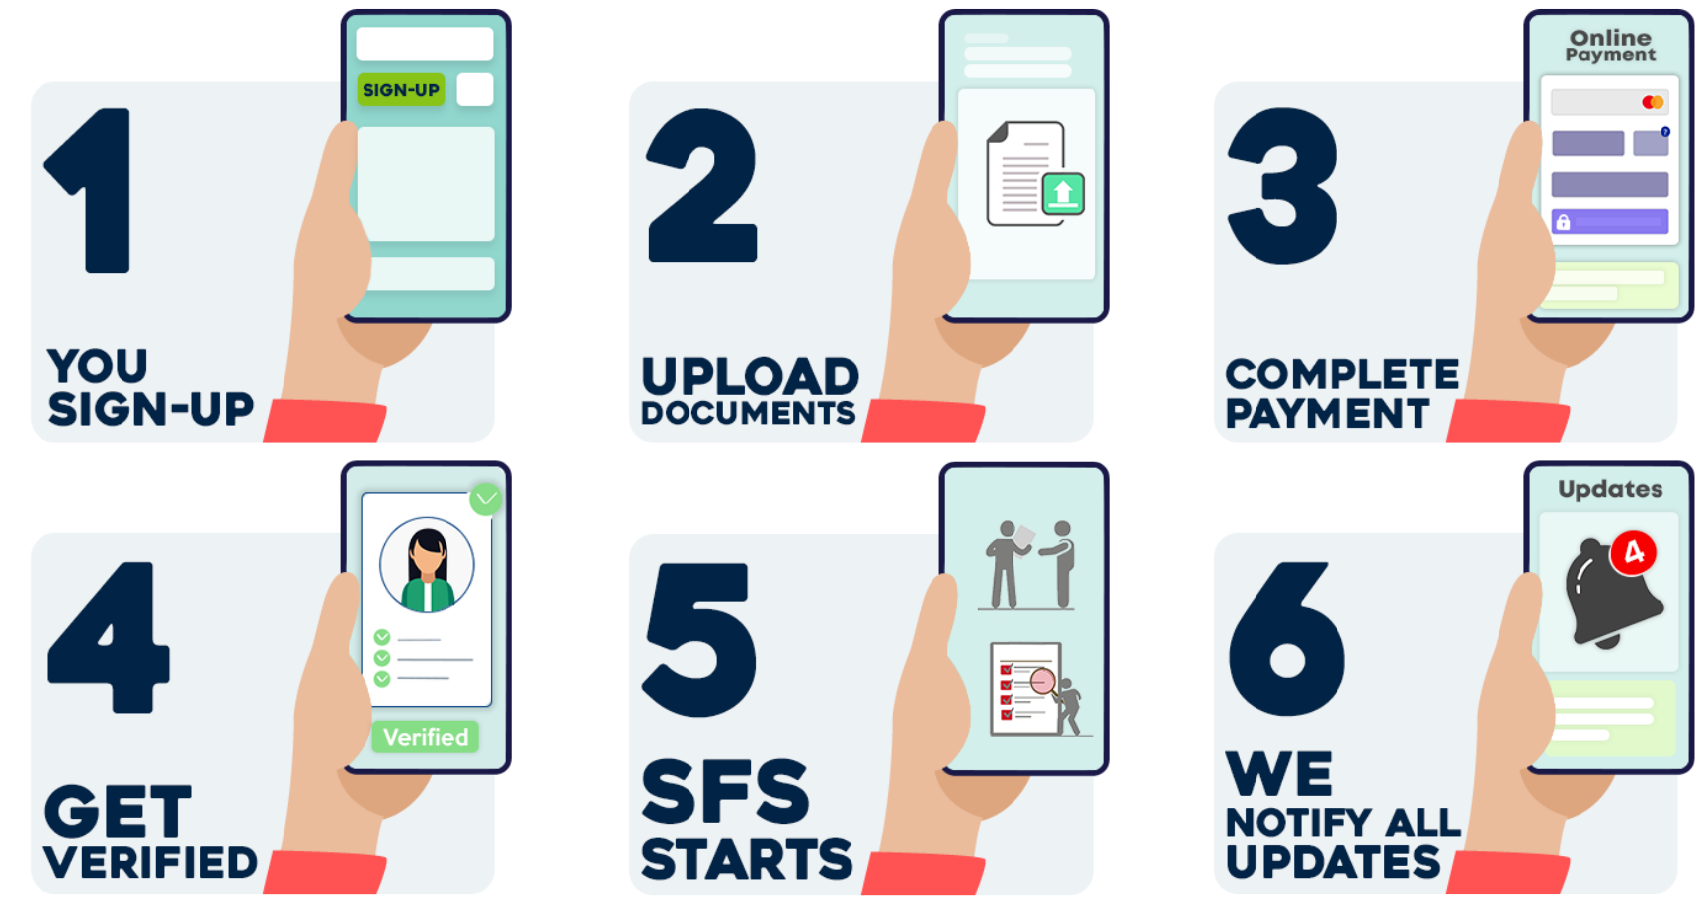 1
SIGN-UP
YOU
SIGN-UP
2
UPLOAD
DOCUMENTS
3
Online
Payment
?
COMPLETE
PAYMENT
4
Verified
GET
VERIFIED
5
SFS
STARTS
6
Updates
4
WE
NOTIFY ALL
UPDATES